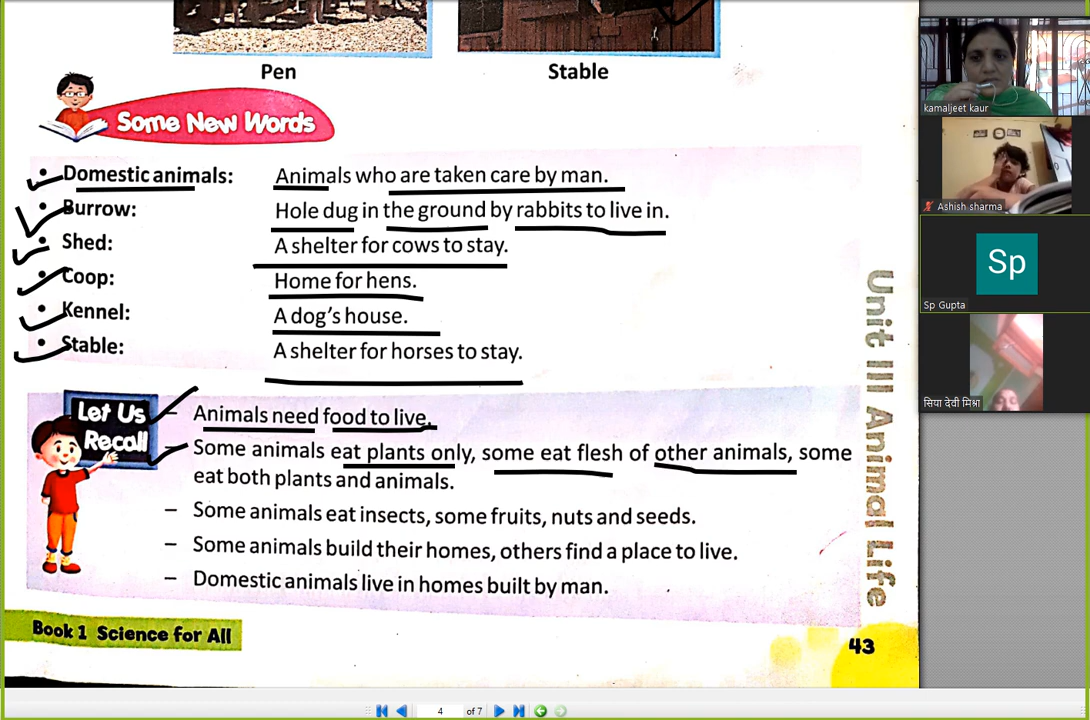 Pen
Stable
Some New Words
• Domestic animals: Animals who are taken care by man.
• Burrow: Hole dug in the ground by rabbits to live in.
• Shed: A shelter for cows to stay.
• Coop: Home for hens.
• Kennel: A dog's house.
• Stable: A shelter for horses to stay.
Let Us
Recall
– Animals need food to live.
– Some animals eat plants only, some eat flesh of other animals, some
eat both plants and animals.
– Some animals eat insects, some fruits, nuts and seeds.
– Some animals build their homes, others find a place to live.
– Domestic animals live in homes built by man.
Book 1 Science for All
43
Unit III Animal Life
4 of 7
kamaljeet kaur
Ashish sharma
Sp
Sp Gupta
सिया देवी मिश्रा